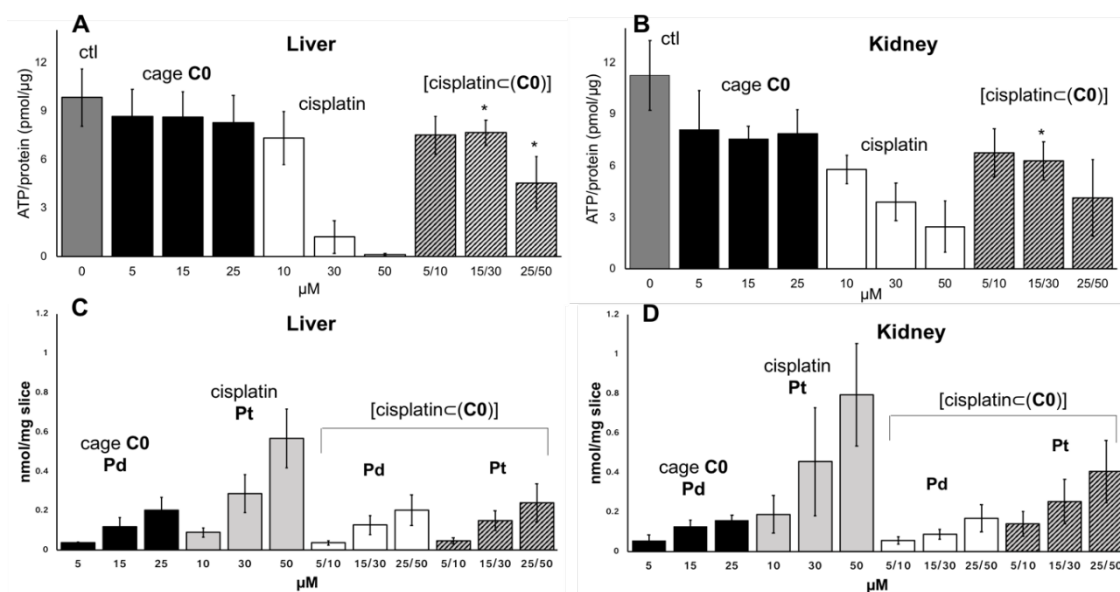 A
Liver
ctl
cage C0
cisplatin
[cisplatin⊂(C0)]
*
*
ATP/protein (pmol/µg)
12
9
6
3
0
0 5 15 25 10 30 50 5/10 15/30 25/50
µM
B
Kidney
ctl
cage C0
cisplatin
[cisplatin⊂(C0)]
*
ATP/protein (pmol/µg)
12
9
6
3
0
0 5 15 25 10 30 50 5/10 15/30 25/50
µM
C
Liver
cisplatin
Pt
[cisplatin⊂(C0)]
cage C0
Pd
Pd
Pt
nmol/mg slice
1.2
1
0.8
0.6
0.4
0.2
0
5 15 25 10 30 50 5/10 15/30 25/50 5/10 15/30 25/50
µM
D
Kidney
cisplatin
Pt
[cisplatin⊂(C0)]
cage C0
Pd
Pd
Pt
nmol/mg slice
1.2
1
0.8
0.6
0.4
0.2
0
5 15 25 10 30 50 5/10 15/30 25/50 5/10 15/30 25/50
µM